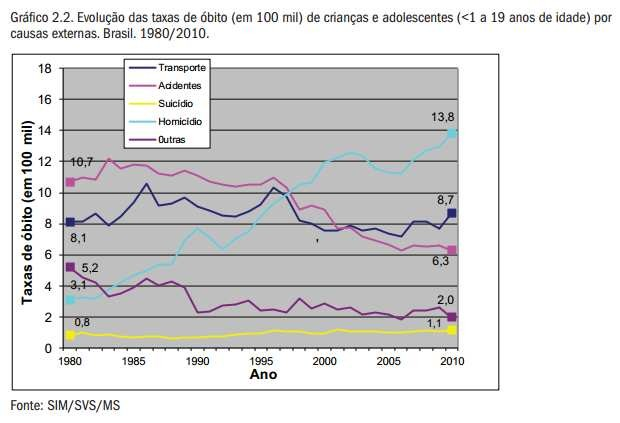 Gráfico 2.2. Evolução das taxas de óbito (em 100 mil) de crianças e adolescentes (<1 a 19 anos de idade) por
causas externas. Brasil. 1980/2010.
Transporte
Acidentes
Suicídio
Homicídio
0utras
Taxas de óbito (em 100 mil)
18
16
14
12
10
8
6
4
2
0
10,7
8,1
5,2
3,1
0,8
13,8
8,7
6,3
2,0
1,1
1980 1985 1990 1995 2000 2005 2010
Ano
Fonte: SIM/SVS/MS